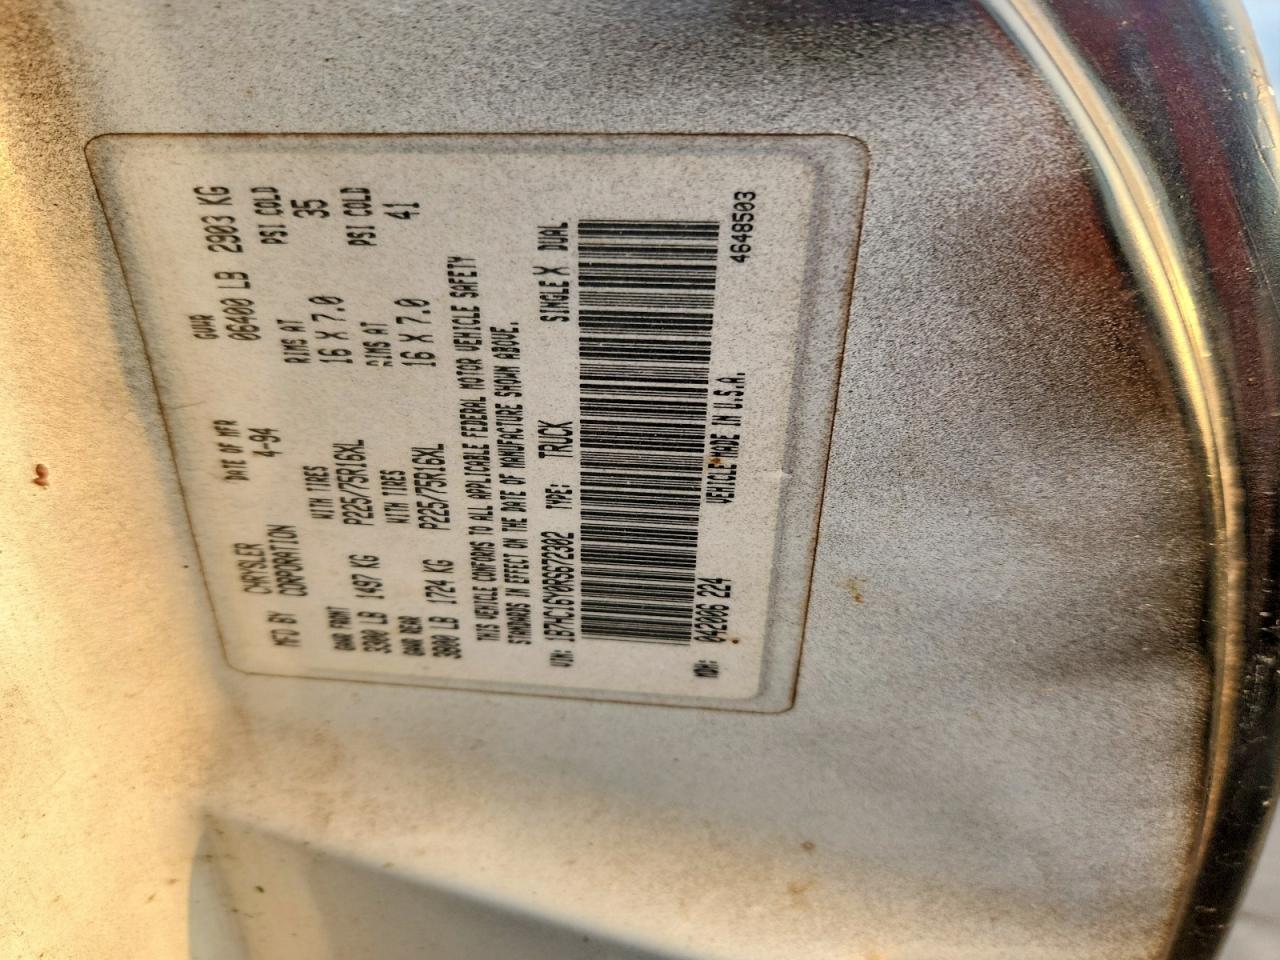 MFD BY CHRYSLER CORPORATION DATE OF MFR 4-94 GVWR 06400 LB 2903 KG
GAWR FRONT WITH TIRES RIMS AT PSI COLD
3300 LB 1497 KG P225/75R16XL 16 X 7.0 35
GAWR REAR WITH TIRES RIMS AT PSI COLD
3800 LB 1724 KG P225/75R16XL 16 X 7.0 41
THIS VEHICLE CONFORMS TO ALL APPLICABLE FEDERAL MOTOR VEHICLE SAFETY
STANDARDS IN EFFECT ON THE DATE OF MANUFACTURE SHOWN ABOVE.
VIN: 1B7HC16Y0RS672302 TYPE: TRUCK SINGLE X DUAL
MDH: 042006 224 VEHICLE MADE IN U.S.A. 4648503